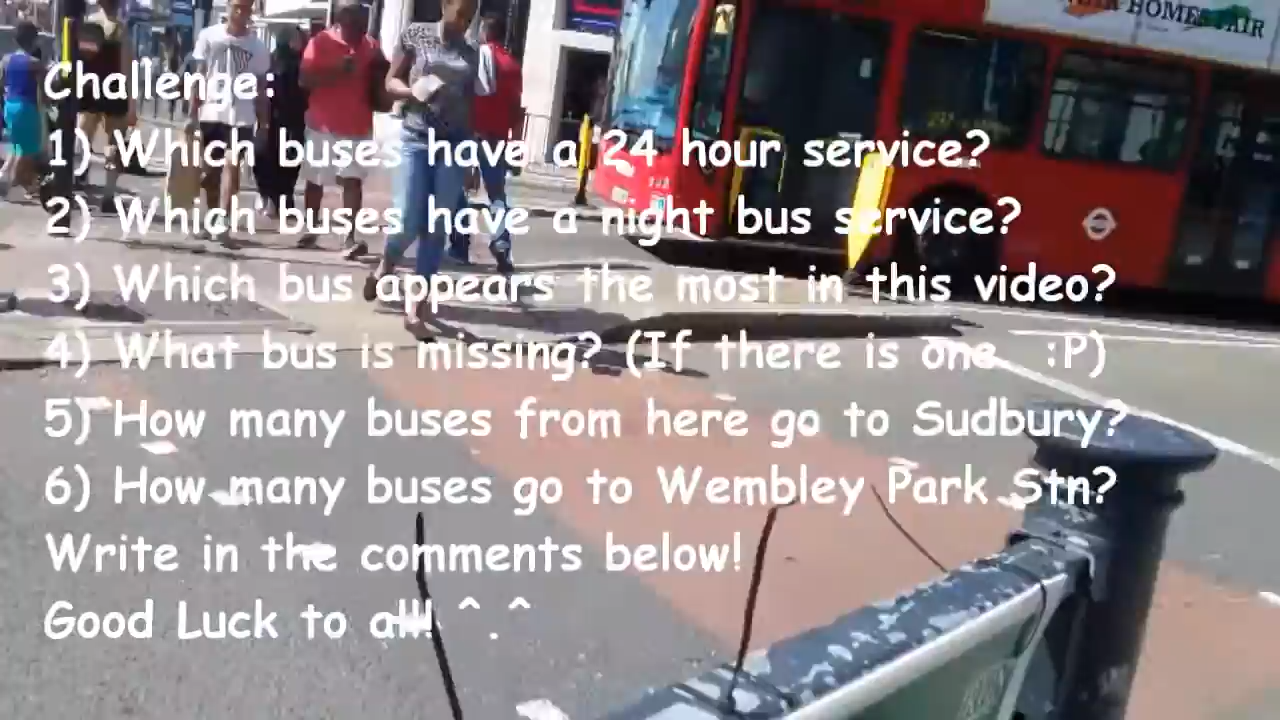 HOMES FAIR
Challenge:
1) Which buses have a 24 hour service?
2) Which buses have a night bus service?
3) Which bus appears the most in this video?
4) What bus is missing? (If there is one :P)
5) How many buses from here go to Sudbury?
6) How many buses go to Wembley Park Stn?
Write in the comments below!
Good Luck to all! ^.^